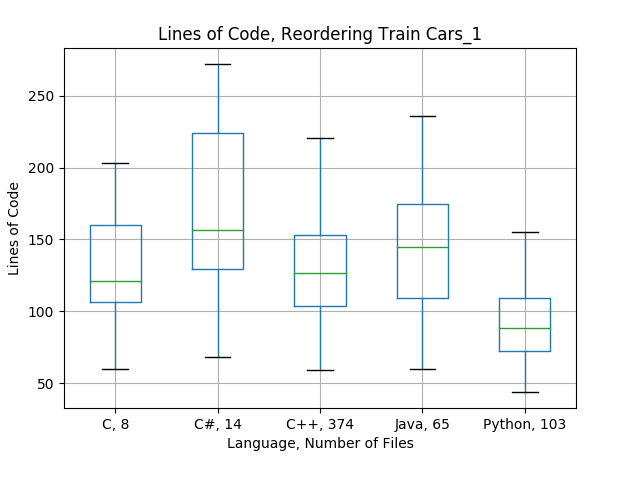 Lines of Code, Reordering Train Cars_1
250
200
150
100
50
Lines of Code
C, 8
C#, 14
C++, 374
Java, 65
Python, 103
Language, Number of Files